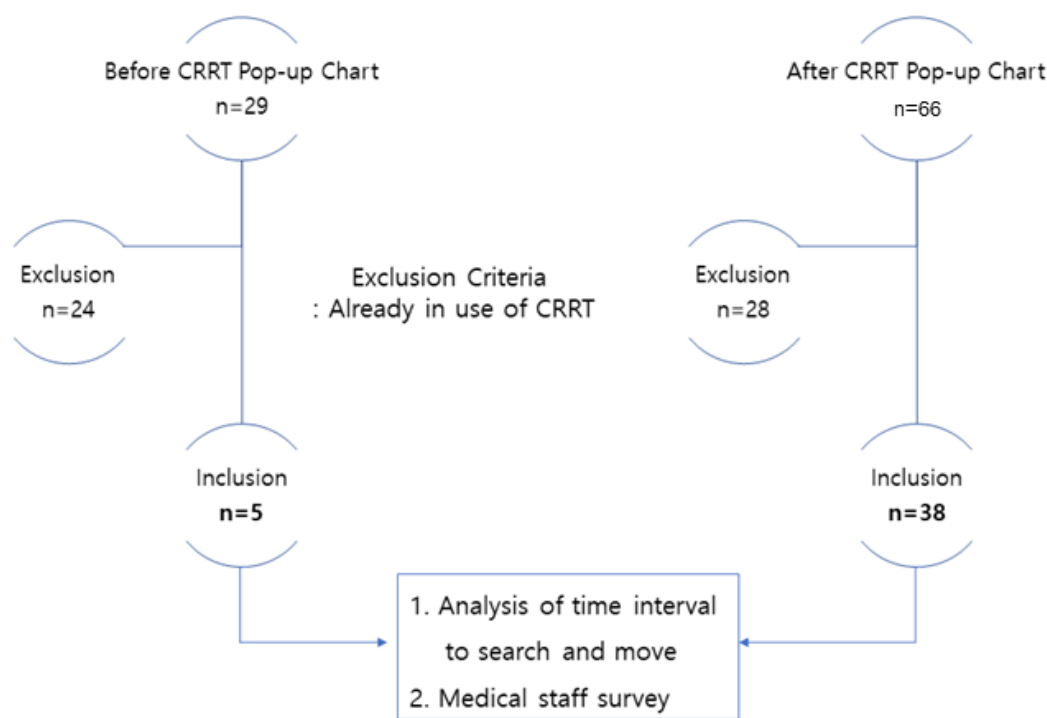 Before CRRT Pop-up Chart
n=29
After CRRT Pop-up Chart
n=66
Exclusion
n=24
Exclusion Criteria
: Already in use of CRRT
Exclusion
n=28
Inclusion
n=5
Inclusion
n=38
1. Analysis of time interval
to search and move
2. Medical staff survey